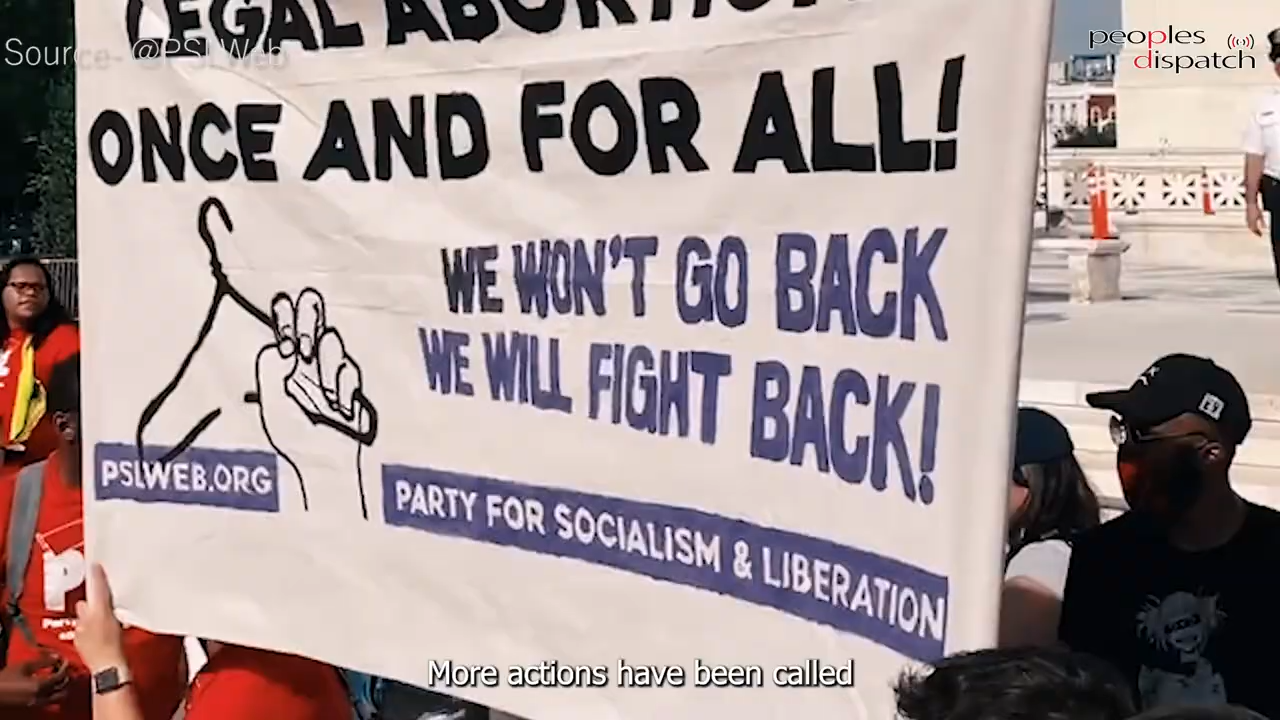 LEGAL ABORTION
Source- @PSLWeb
peoples
dispatch
ONCE AND FOR ALL!
WE WON'T GO BACK
WE WILL FIGHT BACK!
PSLWEB.ORG
PARTY FOR SOCIALISM & LIBERATION
More actions have been called